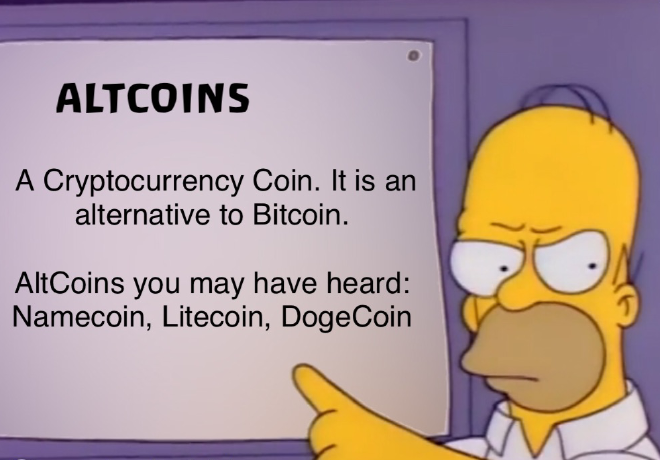 ALTCOINS
A Cryptocurrency Coin. It is an
alternative to Bitcoin.
AltCoins you may have heard:
Namecoin, Litecoin, DogeCoin